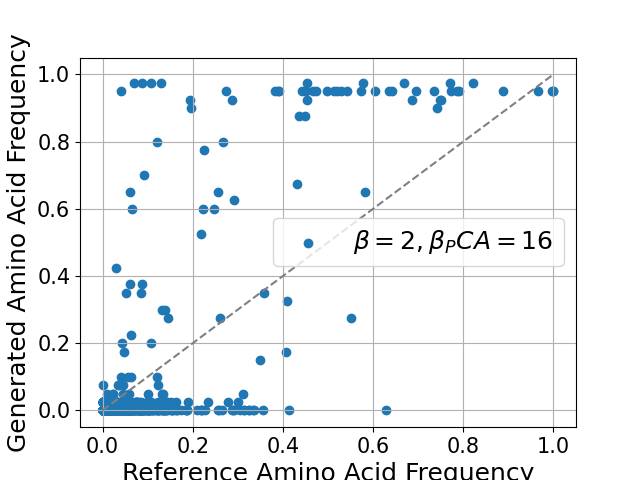 Generated Amino Acid Frequency
1.0
0.8
0.6
0.4
0.2
0.0
β = 2, β_PCA = 16
0.0 0.2 0.4 0.6 0.8 1.0
Reference Amino Acid Frequency